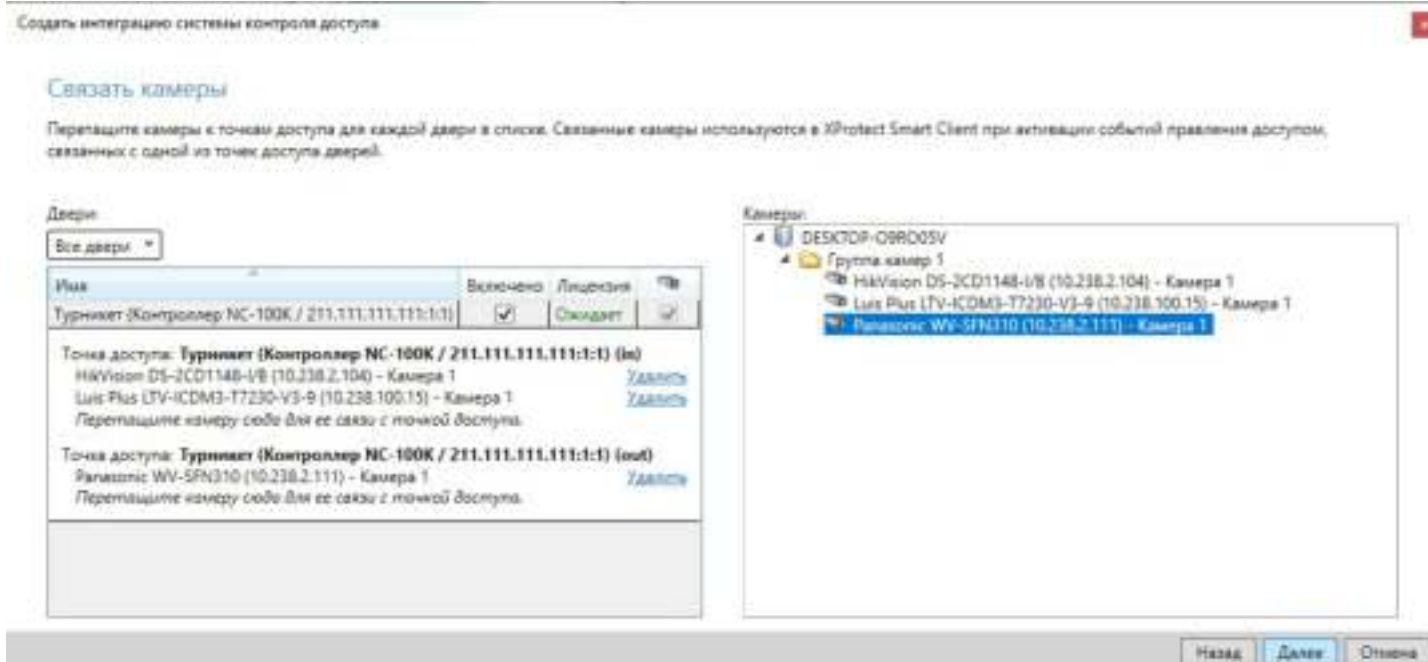 Создать интеграцию системы контроля доступа
Связать камеры
Перетащите камеры к точкам доступа для каждой двери в списке. Связанные камеры используются в XProtect Smart Client при активации событий правления доступом,
связанных с одной из точек доступа дверей.
Двери:
Все двери
Имя Включено Лицензия
Турникет (Контроллер NC-100K / 211.111.111.111:1:1) Ожидает
Точка доступа: Турникет (Контроллер NC-100K / 211.111.111.111:1:1) (in)
HikVision DS-2CD1148-I/B (10.238.2.104) - Камера 1 Удалить
Luis Plus LTV-ICDM3-T7230-V3-9 (10.238.100.15) - Камера 1 Удалить
Перетащите камеру сюда для ее связи с точкой доступа.
Точка доступа: Турникет (Контроллер NC-100K / 211.111.111.111:1:1) (out)
Panasonic WV-SFN310 (10.238.2.111) - Камера 1 Удалить
Перетащите камеру сюда для ее связи с точкой доступа.
Камеры:
DESKTOP-O9RO05V
Группа камер 1
HikVision DS-2CD1148-I/B (10.238.2.104) - Камера 1
Luis Plus LTV-ICDM3-T7230-V3-9 (10.238.100.15) - Камера 1
Panasonic WV-SFN310 (10.238.2.111) - Камера 1
Назад Далее Отмена